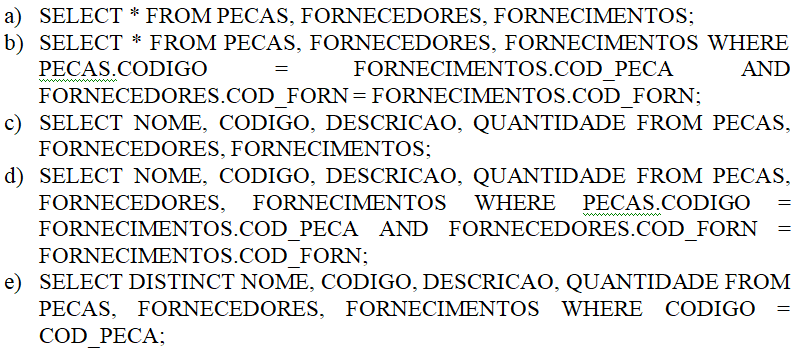 a) SELECT * FROM PECAS, FORNECEDORES, FORNECIMENTOS;
b) SELECT * FROM PECAS, FORNECEDORES, FORNECIMENTOS WHERE
PECAS.CODIGO = FORNECIMENTOS.COD_PECA AND
FORNECEDORES.COD_FORN = FORNECIMENTOS.COD_FORN;
c) SELECT NOME, CODIGO, DESCRICAO, QUANTIDADE FROM PECAS,
FORNECEDORES, FORNECIMENTOS;
d) SELECT NOME, CODIGO, DESCRICAO, QUANTIDADE FROM PECAS,
FORNECEDORES, FORNECIMENTOS WHERE PECAS.CODIGO =
FORNECIMENTOS.COD_PECA AND FORNECEDORES.COD_FORN =
FORNECIMENTOS.COD_FORN;
e) SELECT DISTINCT NOME, CODIGO, DESCRICAO, QUANTIDADE FROM
PECAS, FORNECEDORES, FORNECIMENTOS WHERE CODIGO =
COD_PECA;